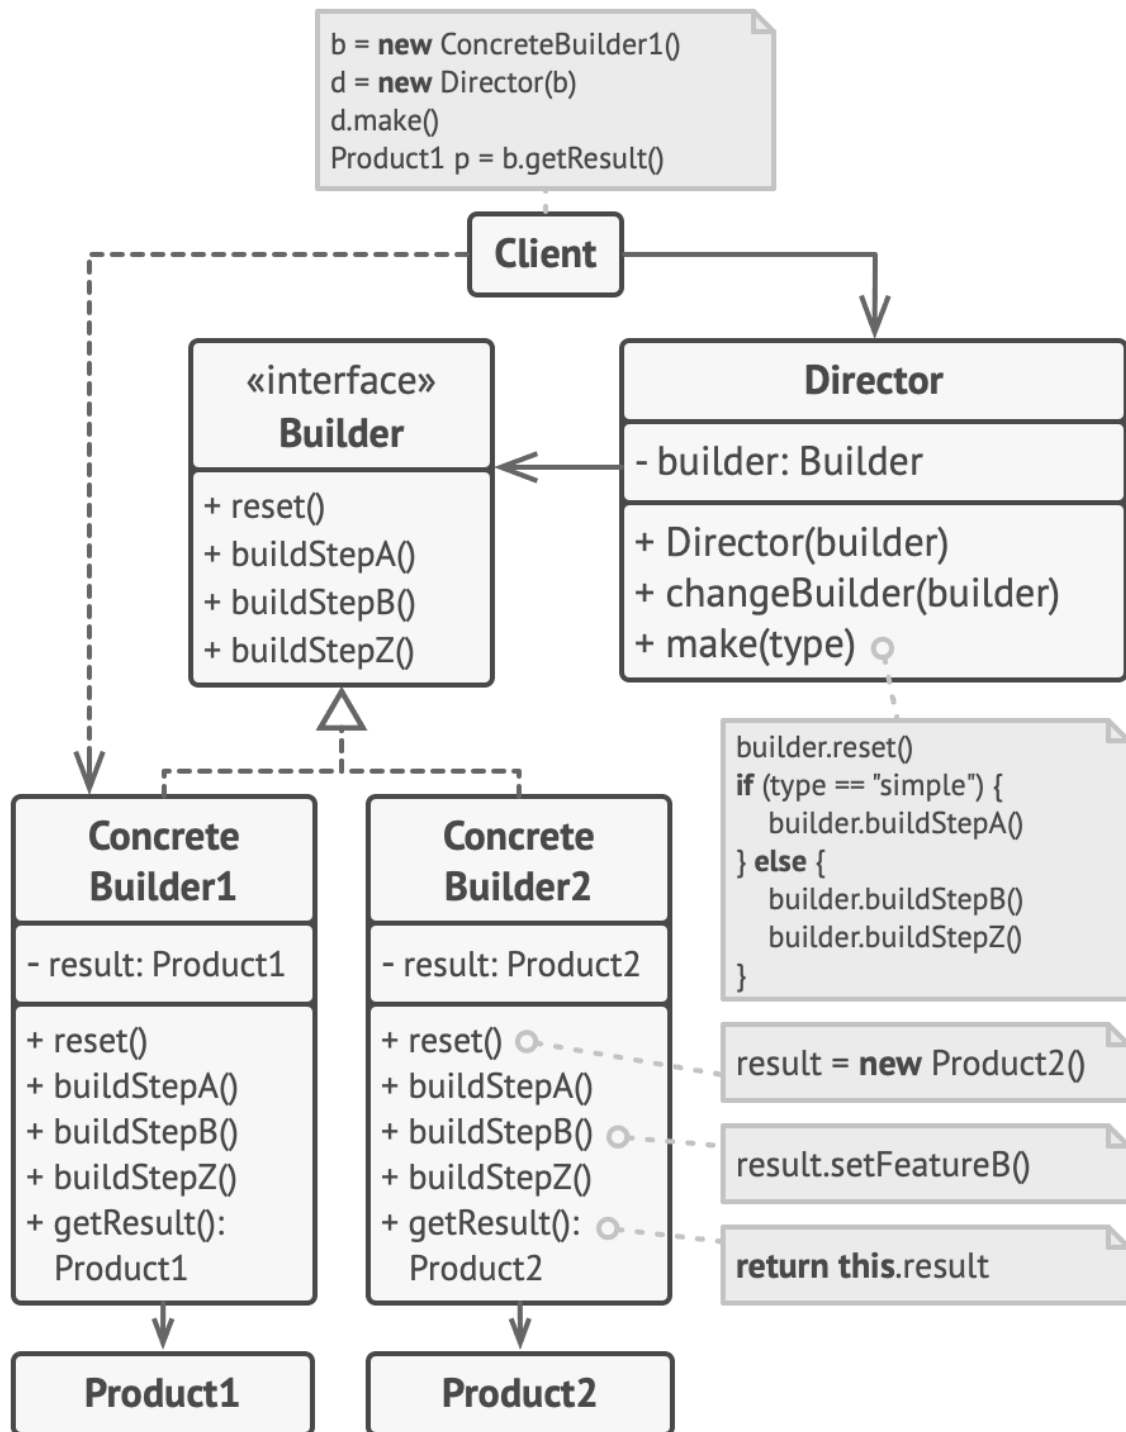 b = new ConcreteBuilder1()
d = new Director(b)
d.make()
Product1 p = b.getResult()
Client
«interface»
Builder
+ reset()
+ buildStepA()
+ buildStepB()
+ buildStepZ()
Director
- builder: Builder
+ Director(builder)
+ changeBuilder(builder)
+ make(type)
builder.reset()
if (type == "simple") {
builder.buildStepA()
} else {
builder.buildStepB()
builder.buildStepZ()
}
Concrete
Builder1
- result: Product1
+ reset()
+ buildStepA()
+ buildStepB()
+ buildStepZ()
+ getResult():
Product1
Concrete
Builder2
- result: Product2
+ reset()
+ buildStepA()
+ buildStepB()
+ buildStepZ()
+ getResult():
Product2
result = new Product2()
result.setFeatureB()
return this.result
Product1
Product2